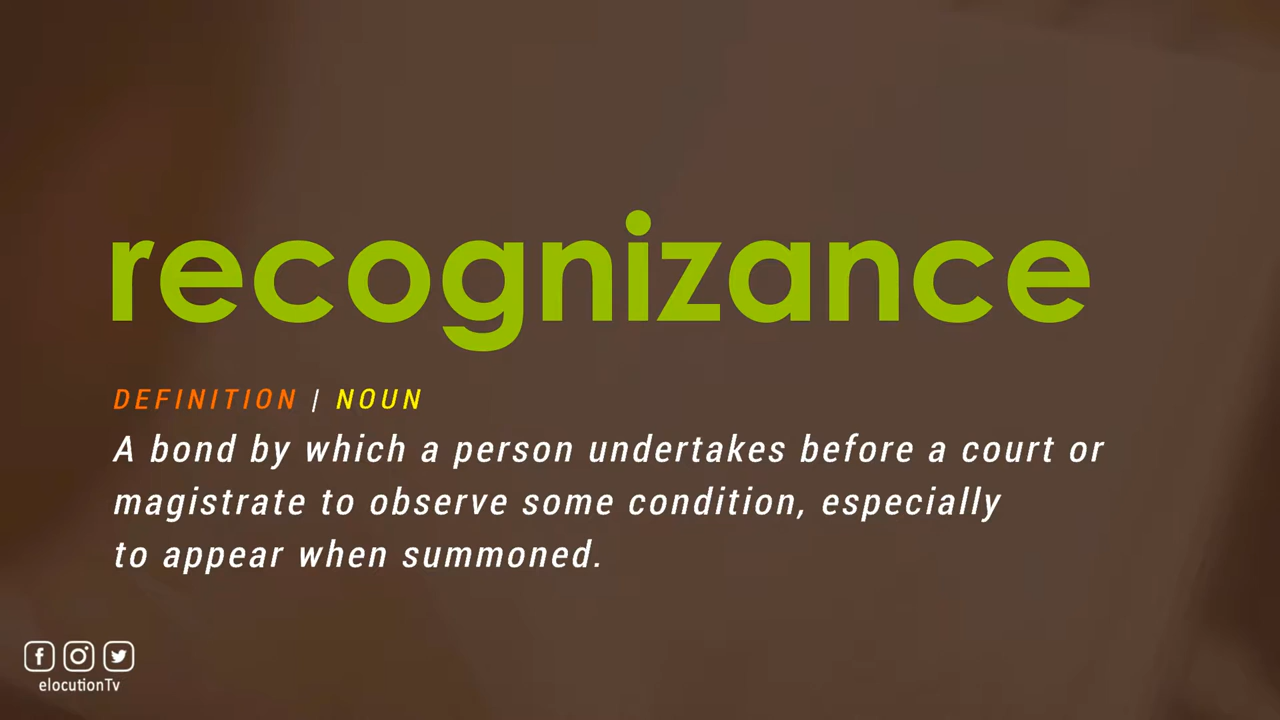 recognizance
DEFINITION | NOUN
A bond by which a person undertakes before a court or
magistrate to observe some condition, especially
to appear when summoned.
elocutionTv